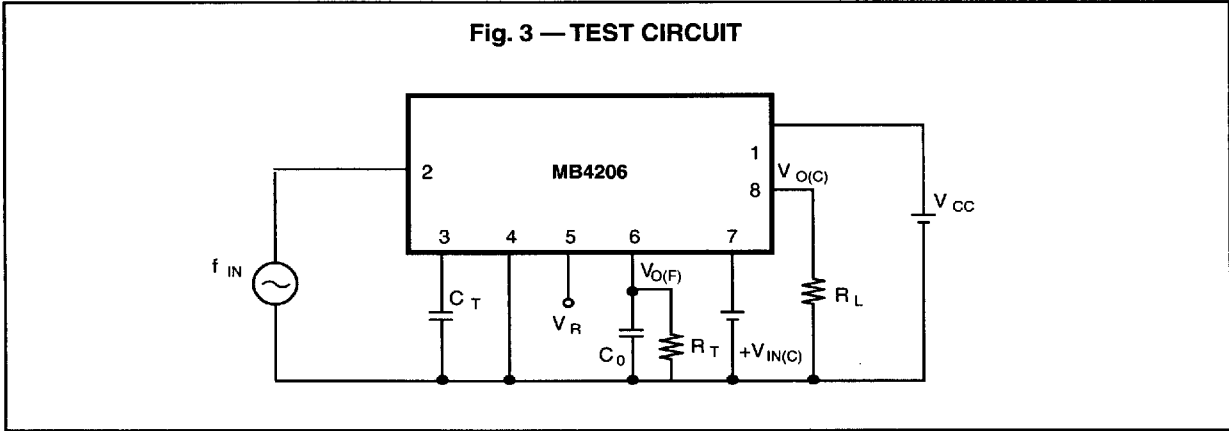 Fig. 3 — TEST CIRCUIT
1
2
MB4206
V O(C)
8
V CC
3 4 5 6 7
f IN
V O(F)
C T
V R
R L
C 0
R T
+V IN(C)